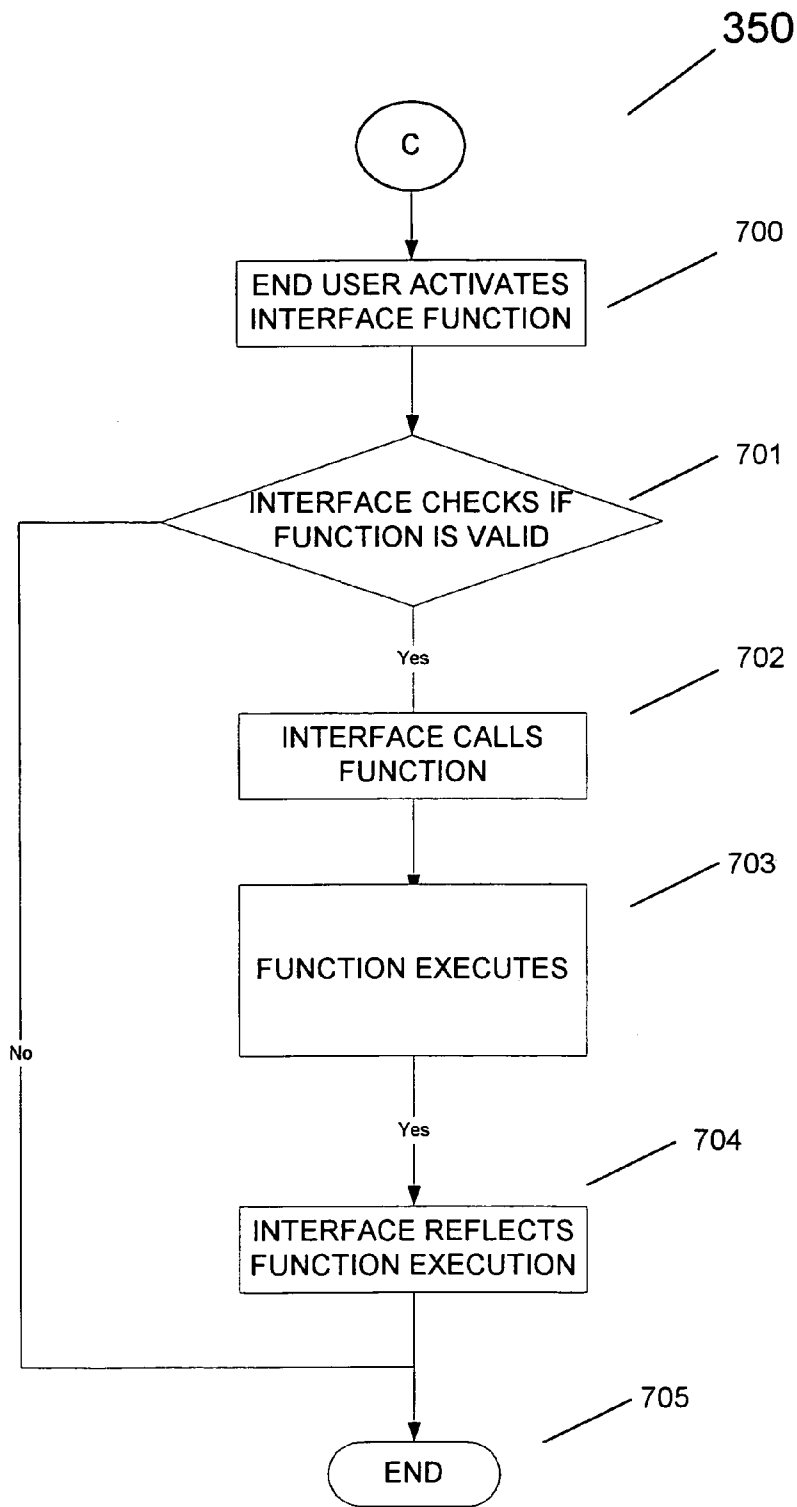 350
C
700
END USER ACTIVATES
INTERFACE FUNCTION
701
INTERFACE CHECKS IF
FUNCTION IS VALID
Yes
702
INTERFACE CALLS
FUNCTION
703
FUNCTION EXECUTES
No
Yes
704
INTERFACE REFLECTS
FUNCTION EXECUTION
705
END